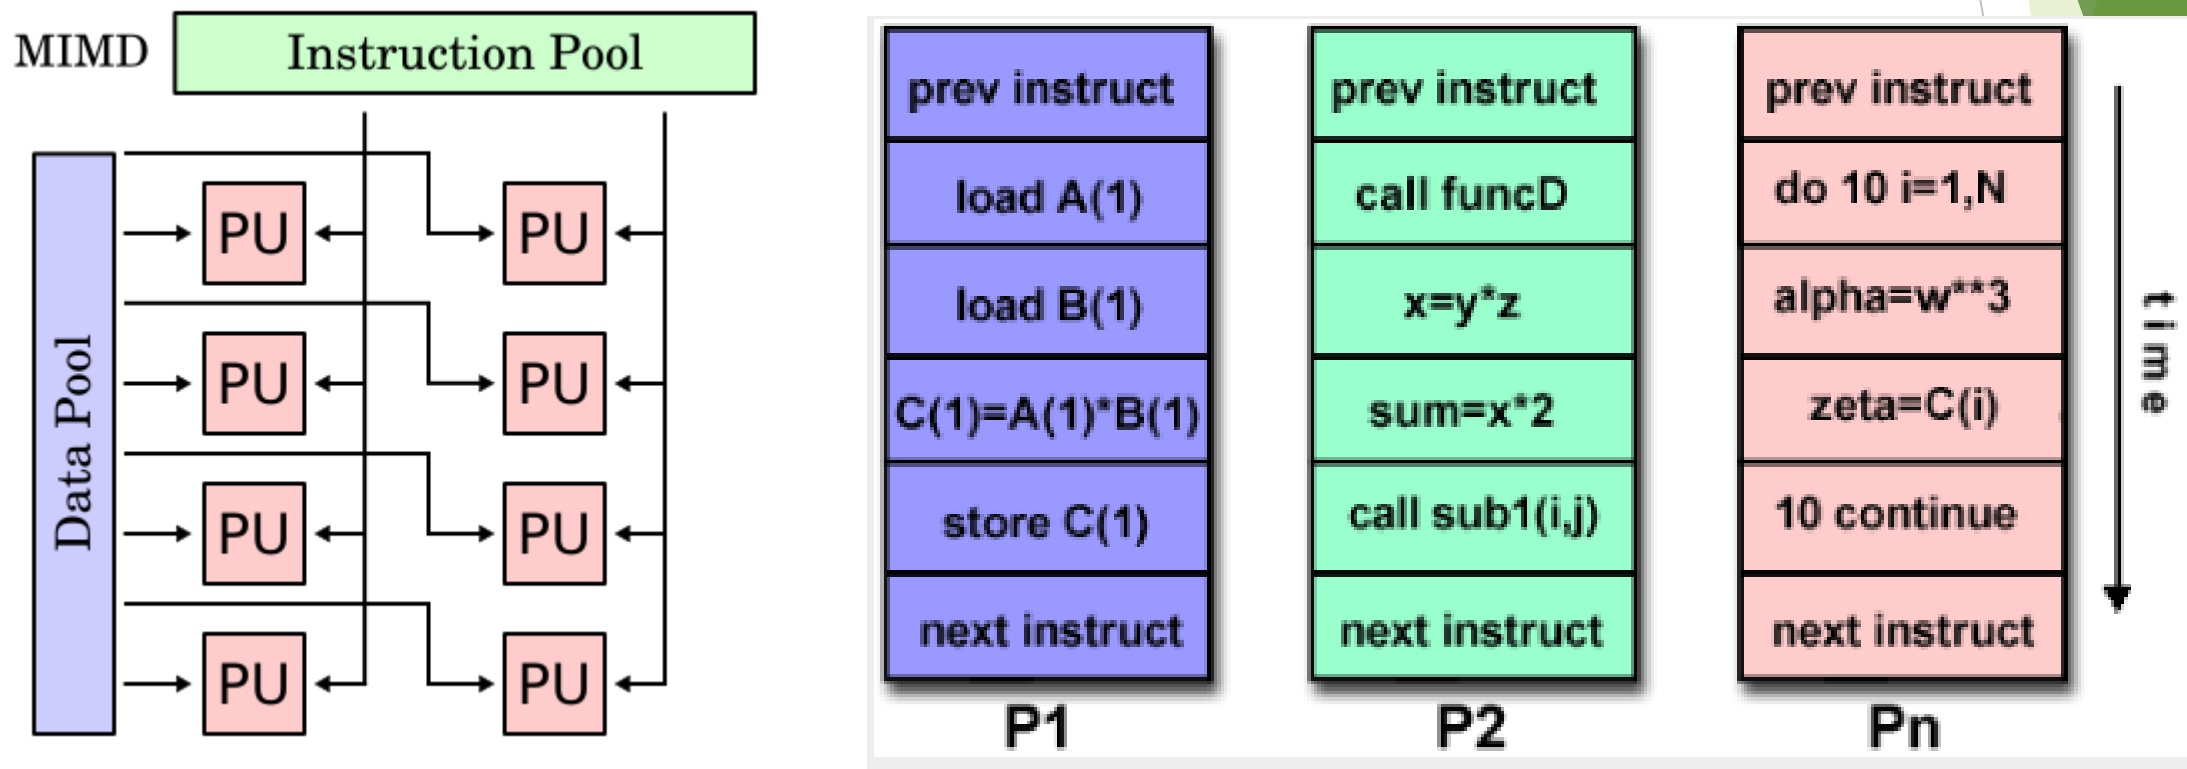 MIMD
Instruction Pool
Data Pool
PU
PU
PU
PU
PU
PU
PU
PU
prev instruct
load A(1)
load B(1)
C(1)=A(1)*B(1)
store C(1)
next instruct
P1
prev instruct
call funcD
x=y*z
sum=x*2
call sub1(i,j)
next instruct
P2
prev instruct
do 10 i=1,N
alpha=w**3
zeta=C(i)
10 continue
next instruct
Pn
time